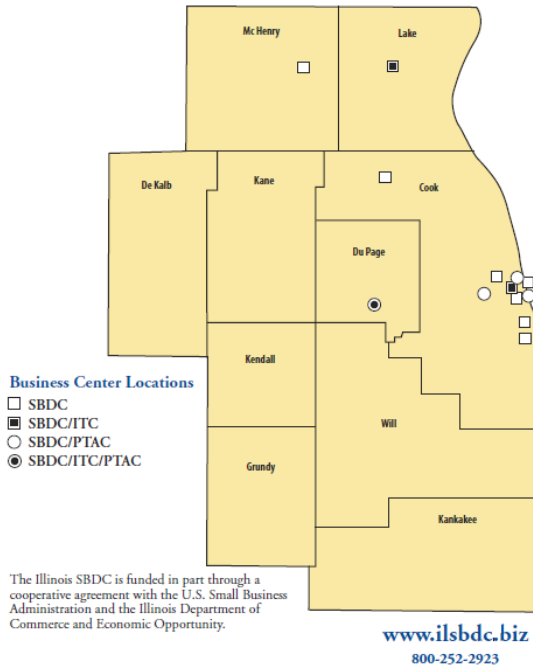 Mc Henry
Lake
De Kalb
Kane
Cook
Du Page
Kendall
Will
Grundy
Kankakee
Business Center Locations
SBDC
SBDC/ITC
SBDC/PTAC
SBDC/ITC/PTAC
The Illinois SBDC is funded in part through a
cooperative agreement with the U.S. Small Business
Administration and the Illinois Department of
Commerce and Economic Opportunity.
www.ilsbdc.biz
800-252-2923